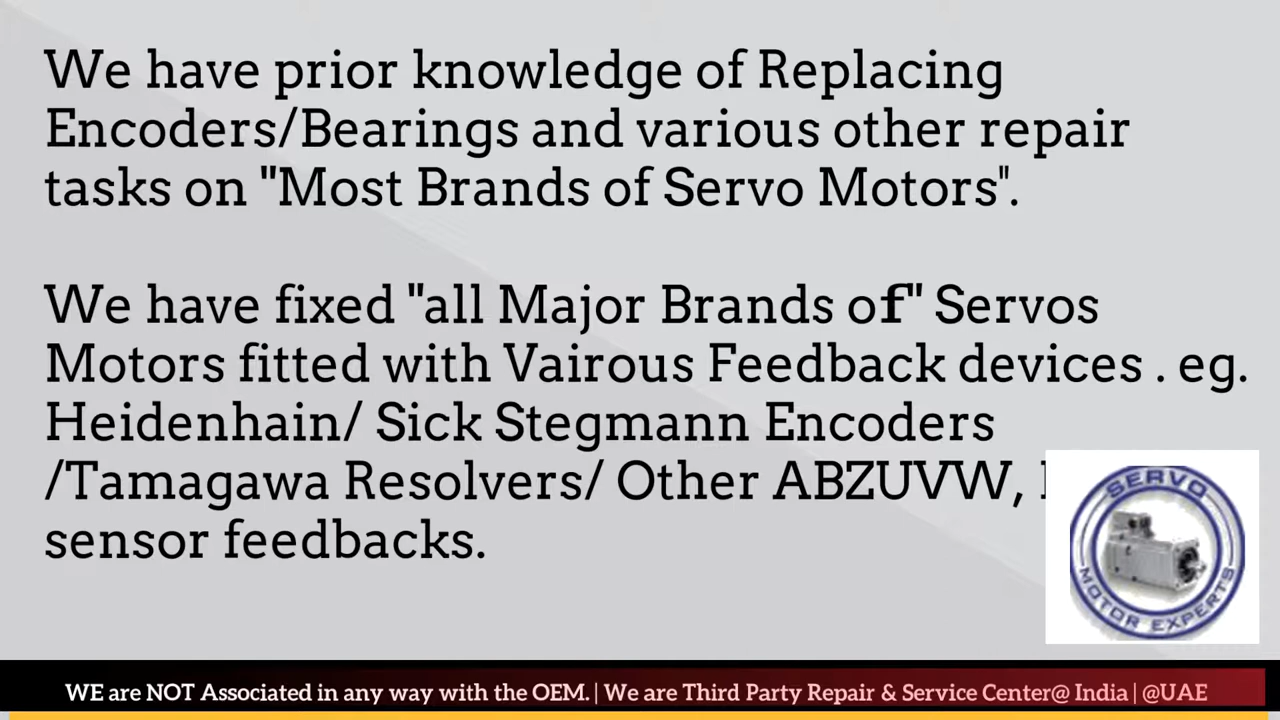 We have prior knowledge of Replacing
Encoders/Bearings and various other repair
tasks on "Most Brands of Servo Motors".
We have fixed "all Major Brands of" Servos
Motors fitted with Vairous Feedback devices . eg.
Heidenhain/ Sick Stegmann Encoders
/Tamagawa Resolvers/ Other ABZUVW,
sensor feedbacks.
SERVO
MOTOR EXPERTS
WE are NOT Associated in any way with the OEM. | We are Third Party Repair & Service Center@ India | @UAE